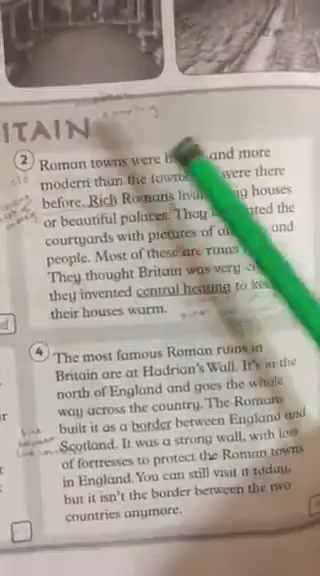 ITAIN
2 Roman towns were b and more
modern than the towns were there
before. Rich Romans houses
or beautiful palaces. They the
courtyards with pictures of and
people. Most of these are ruins
They thought Britain was very
they invented central heating to
their houses warm.
4 The most famous Roman ruins in
Britain are at Hadrian's Wall. It's in the
north of England and goes the whole
way across the country. The Romans
built it as a border between England and
Scotland. It was a strong wall, with lots
of fortresses to protect the Roman towns
in England. You can still visit it today,
but it isn't the border between the two
countries anymore.